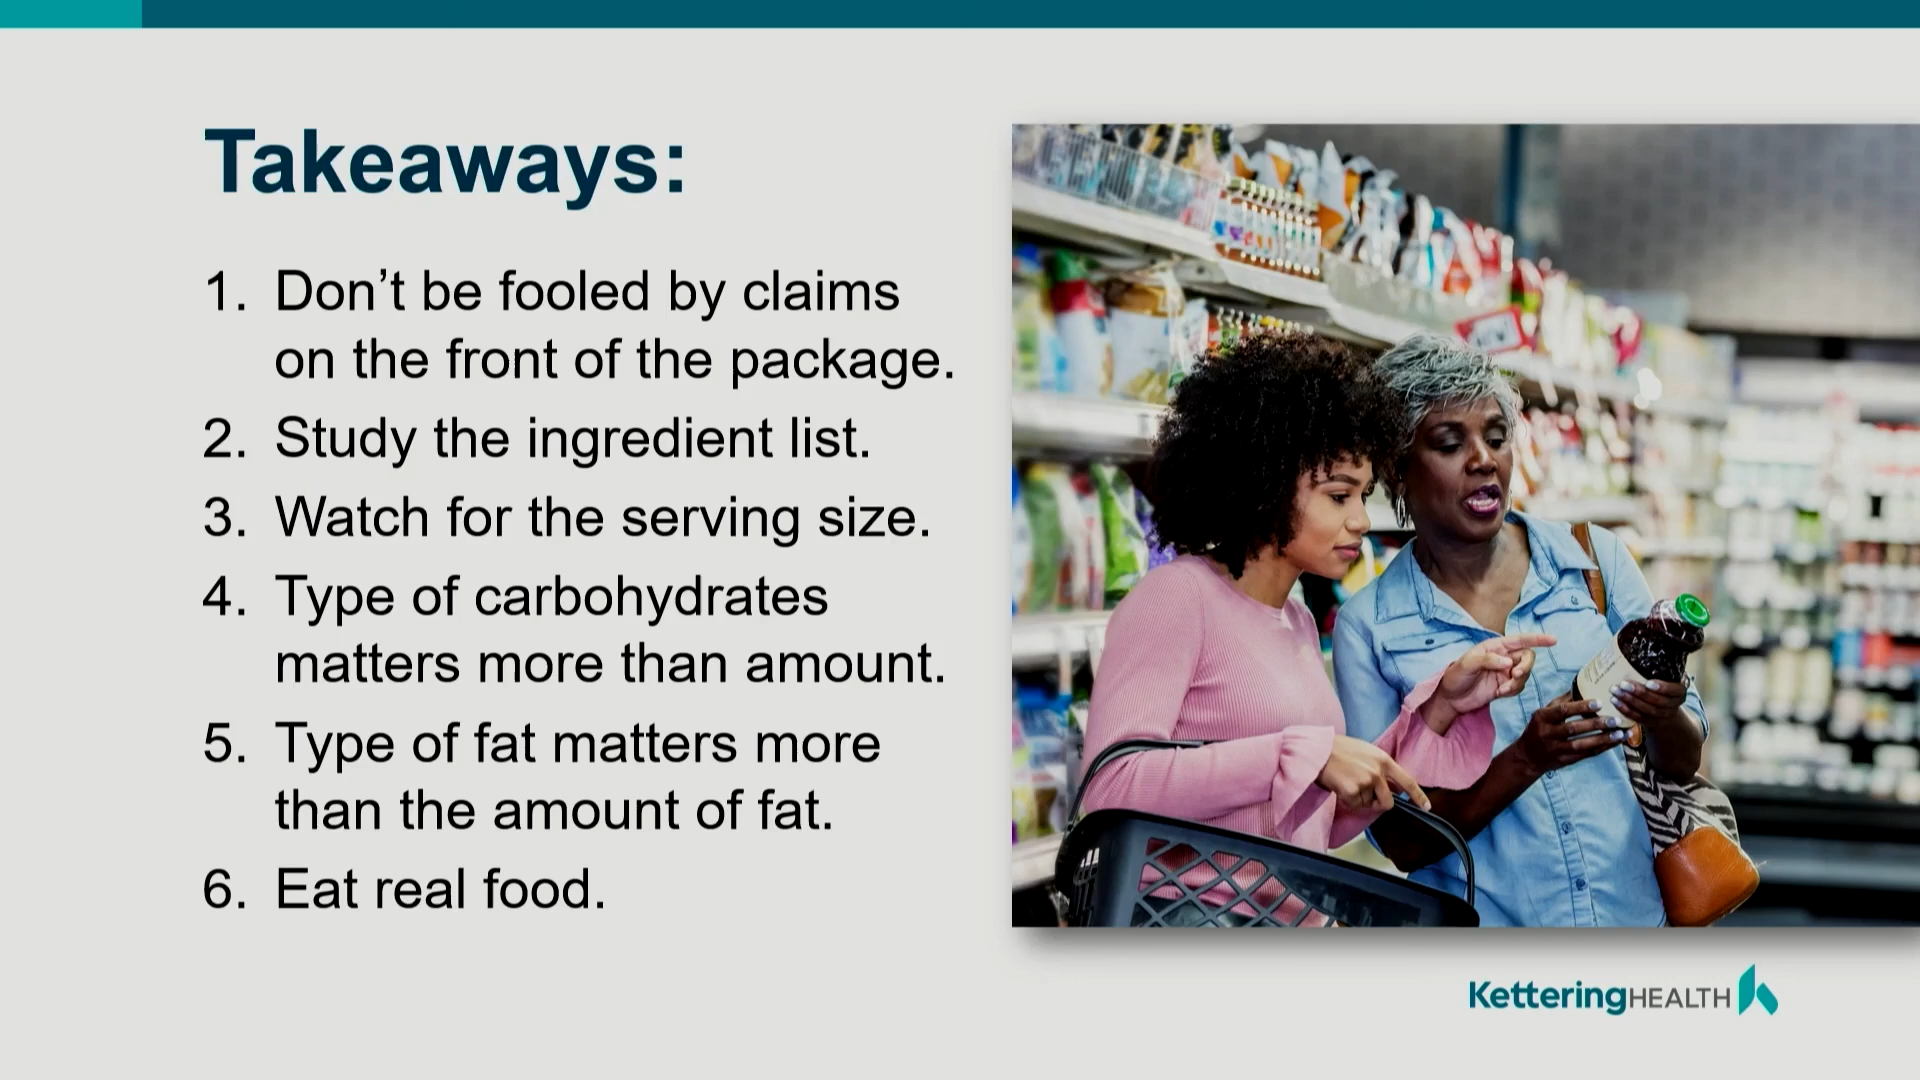 Takeaways:
1. Don’t be fooled by claims
on the front of the package.
2. Study the ingredient list.
3. Watch for the serving size.
4. Type of carbohydrates
matters more than amount.
5. Type of fat matters more
than the amount of fat.
6. Eat real food.
KetteringHEALTH